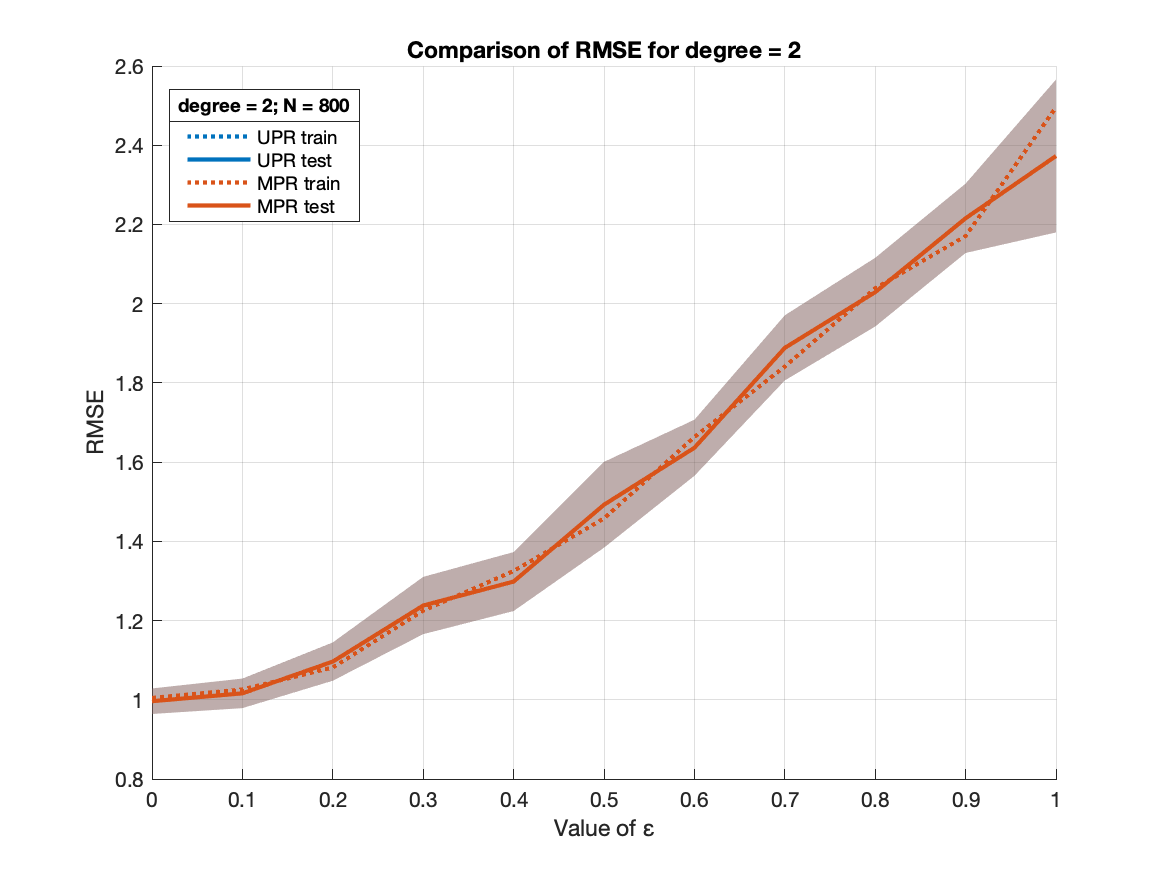 Comparison of RMSE for degree = 2
2.6
2.4
2.2
2
1.8
1.6
1.4
1.2
1
0.8
RMSE
degree = 2; N = 800
UPR train
UPR test
MPR train
MPR test
0 0.1 0.2 0.3 0.4 0.5 0.6 0.7 0.8 0.9 1
Value of ε